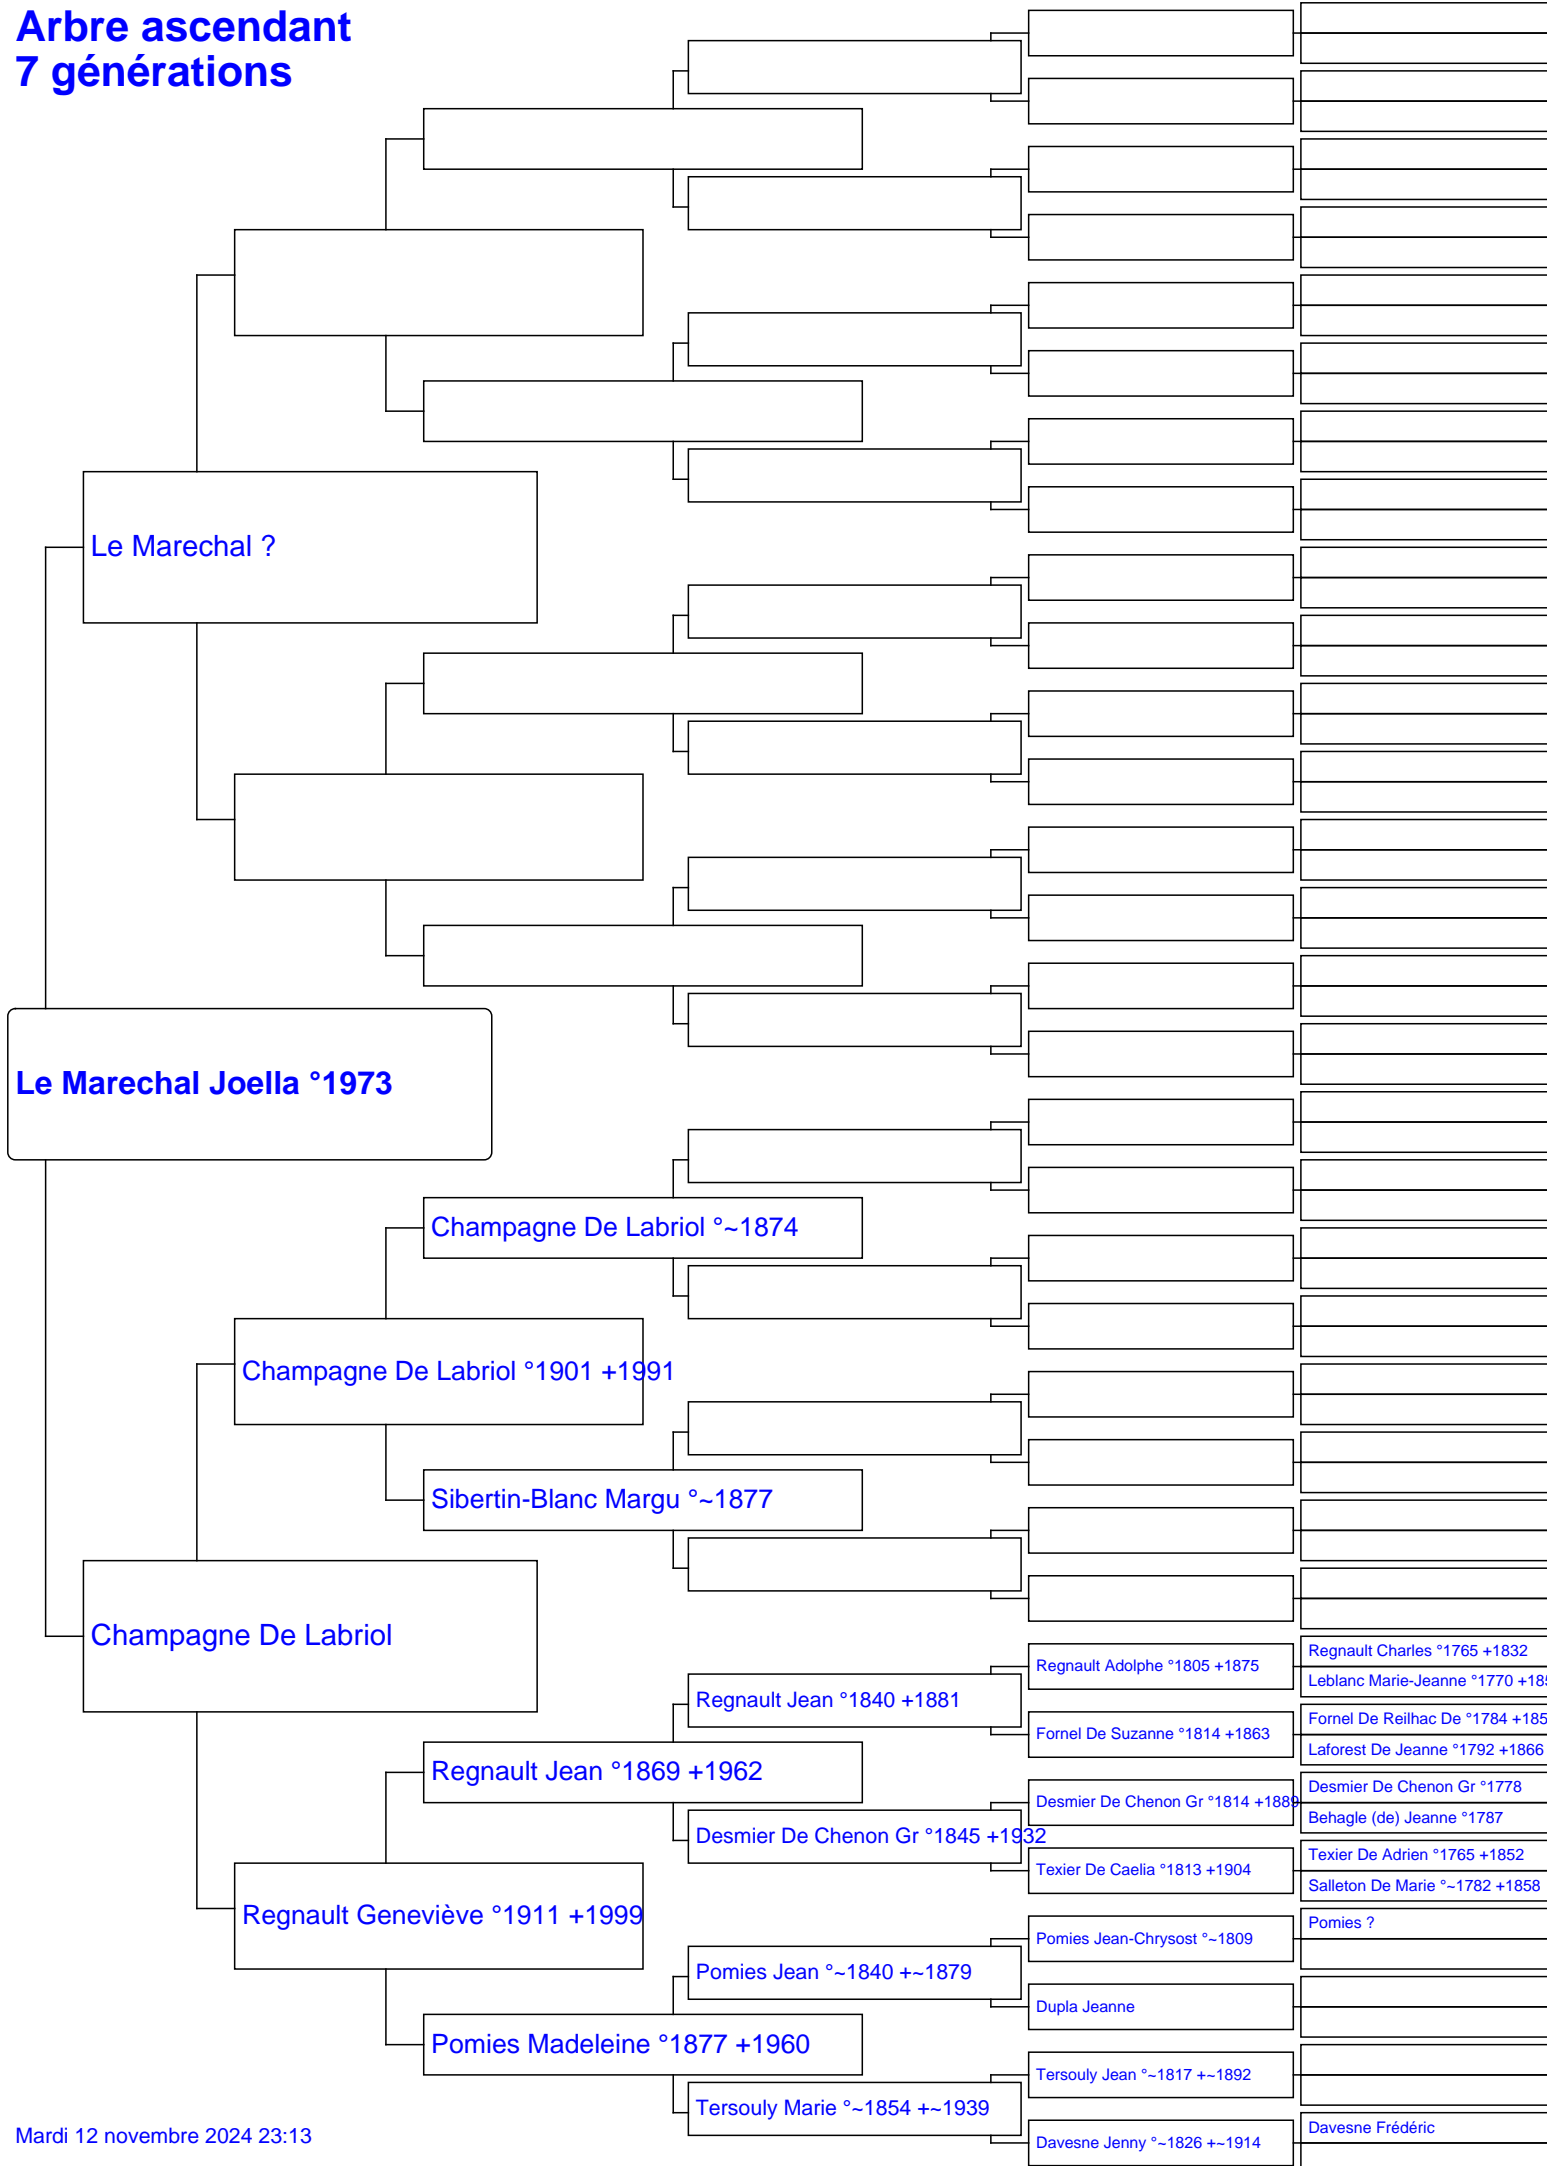 Arbre ascendant
7 générations
Le Marechal ?
Le Marechal Joella °1973
Champagne De Labriol °~1874
Champagne De Labriol °1901 +1991
Sibertin-Blanc Margu °~1877
Champagne De Labriol
Regnault Charles °1765 +1832
Regnault Adolphe °1805 +1875
Leblanc Marie-Jeanne °1770 +185
Regnault Jean °1840 +1881
Fornel De Reilhac De °1784 +185
Fornel De Suzanne °1814 +1863
Laforest De Jeanne °1792 +1866
Regnault Jean °1869 +1962
Desmier De Chenon Gr °1778
Desmier De Chenon Gr °1814 +1889
Behagle (de) Jeanne °1787
Desmier De Chenon Gr °1845 +1932
Texier De Adrien °1765 +1852
Texier De Caelia °1813 +1904
Salleton De Marie °~1782 +1858
Regnault Geneviève °1911 +1999
Pomies ?
Pomies Jean-Chrysost °~1809
Pomies Jean °~1840 +~1879
Dupla Jeanne
Pomies Madeleine °1877 +1960
Tersouly Jean °~1817 +~1892
Tersouly Marie °~1854 +~1939
Davesne Frédéric
Davesne Jenny °~1826 +~1914
Mardi 12 novembre 2024 23:13